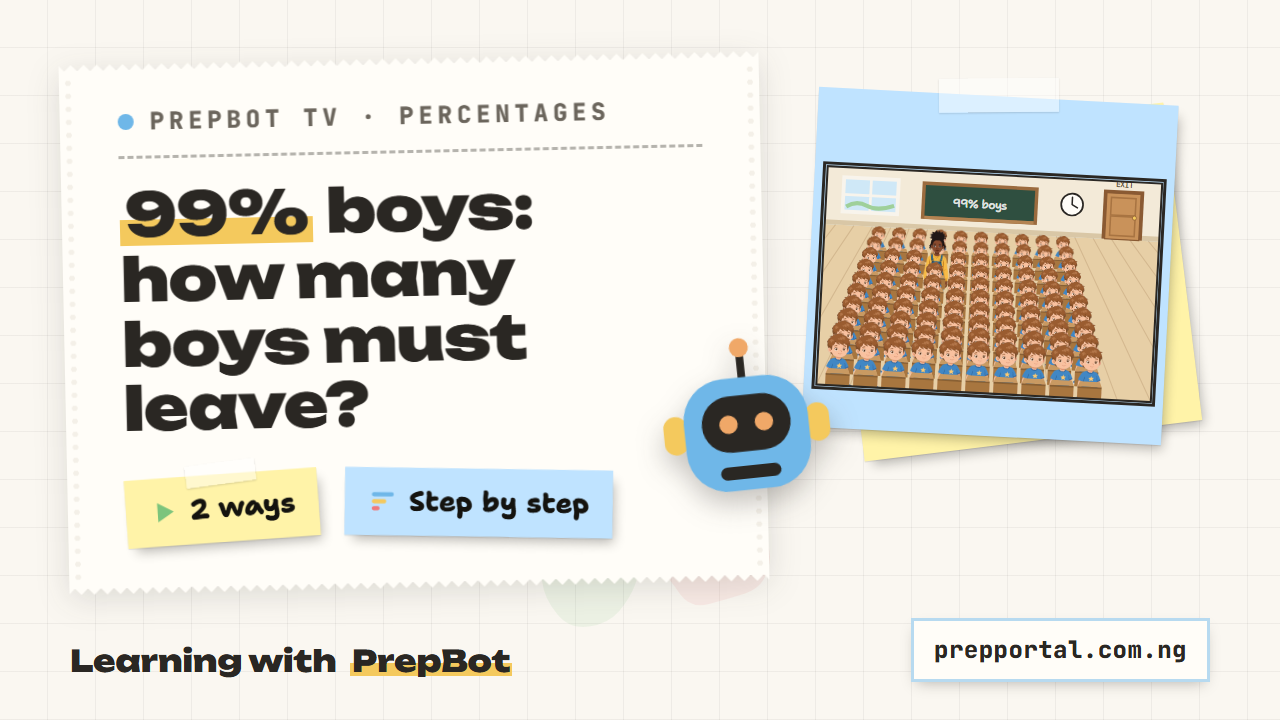 PREPBOT TV · PERCENTAGES
99% boys:
how many
boys must
leave?
2 ways
Step by step
99% boys
EXIT
Learning with PrepBot
prepportal.com.ng